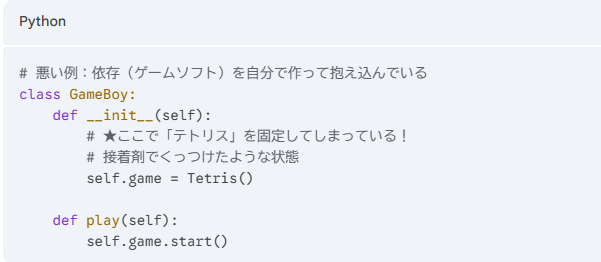 Python
# 悪い例：依存（ゲームソフト）を自分で作って抱え込んでいる
class GameBoy:
    def __init__(self):
        # ★ここで「テトリス」を固定してしまっている！
        # 接着剤でくっつけたような状態
        self.game = Tetris()
    def play(self):
        self.game.start()